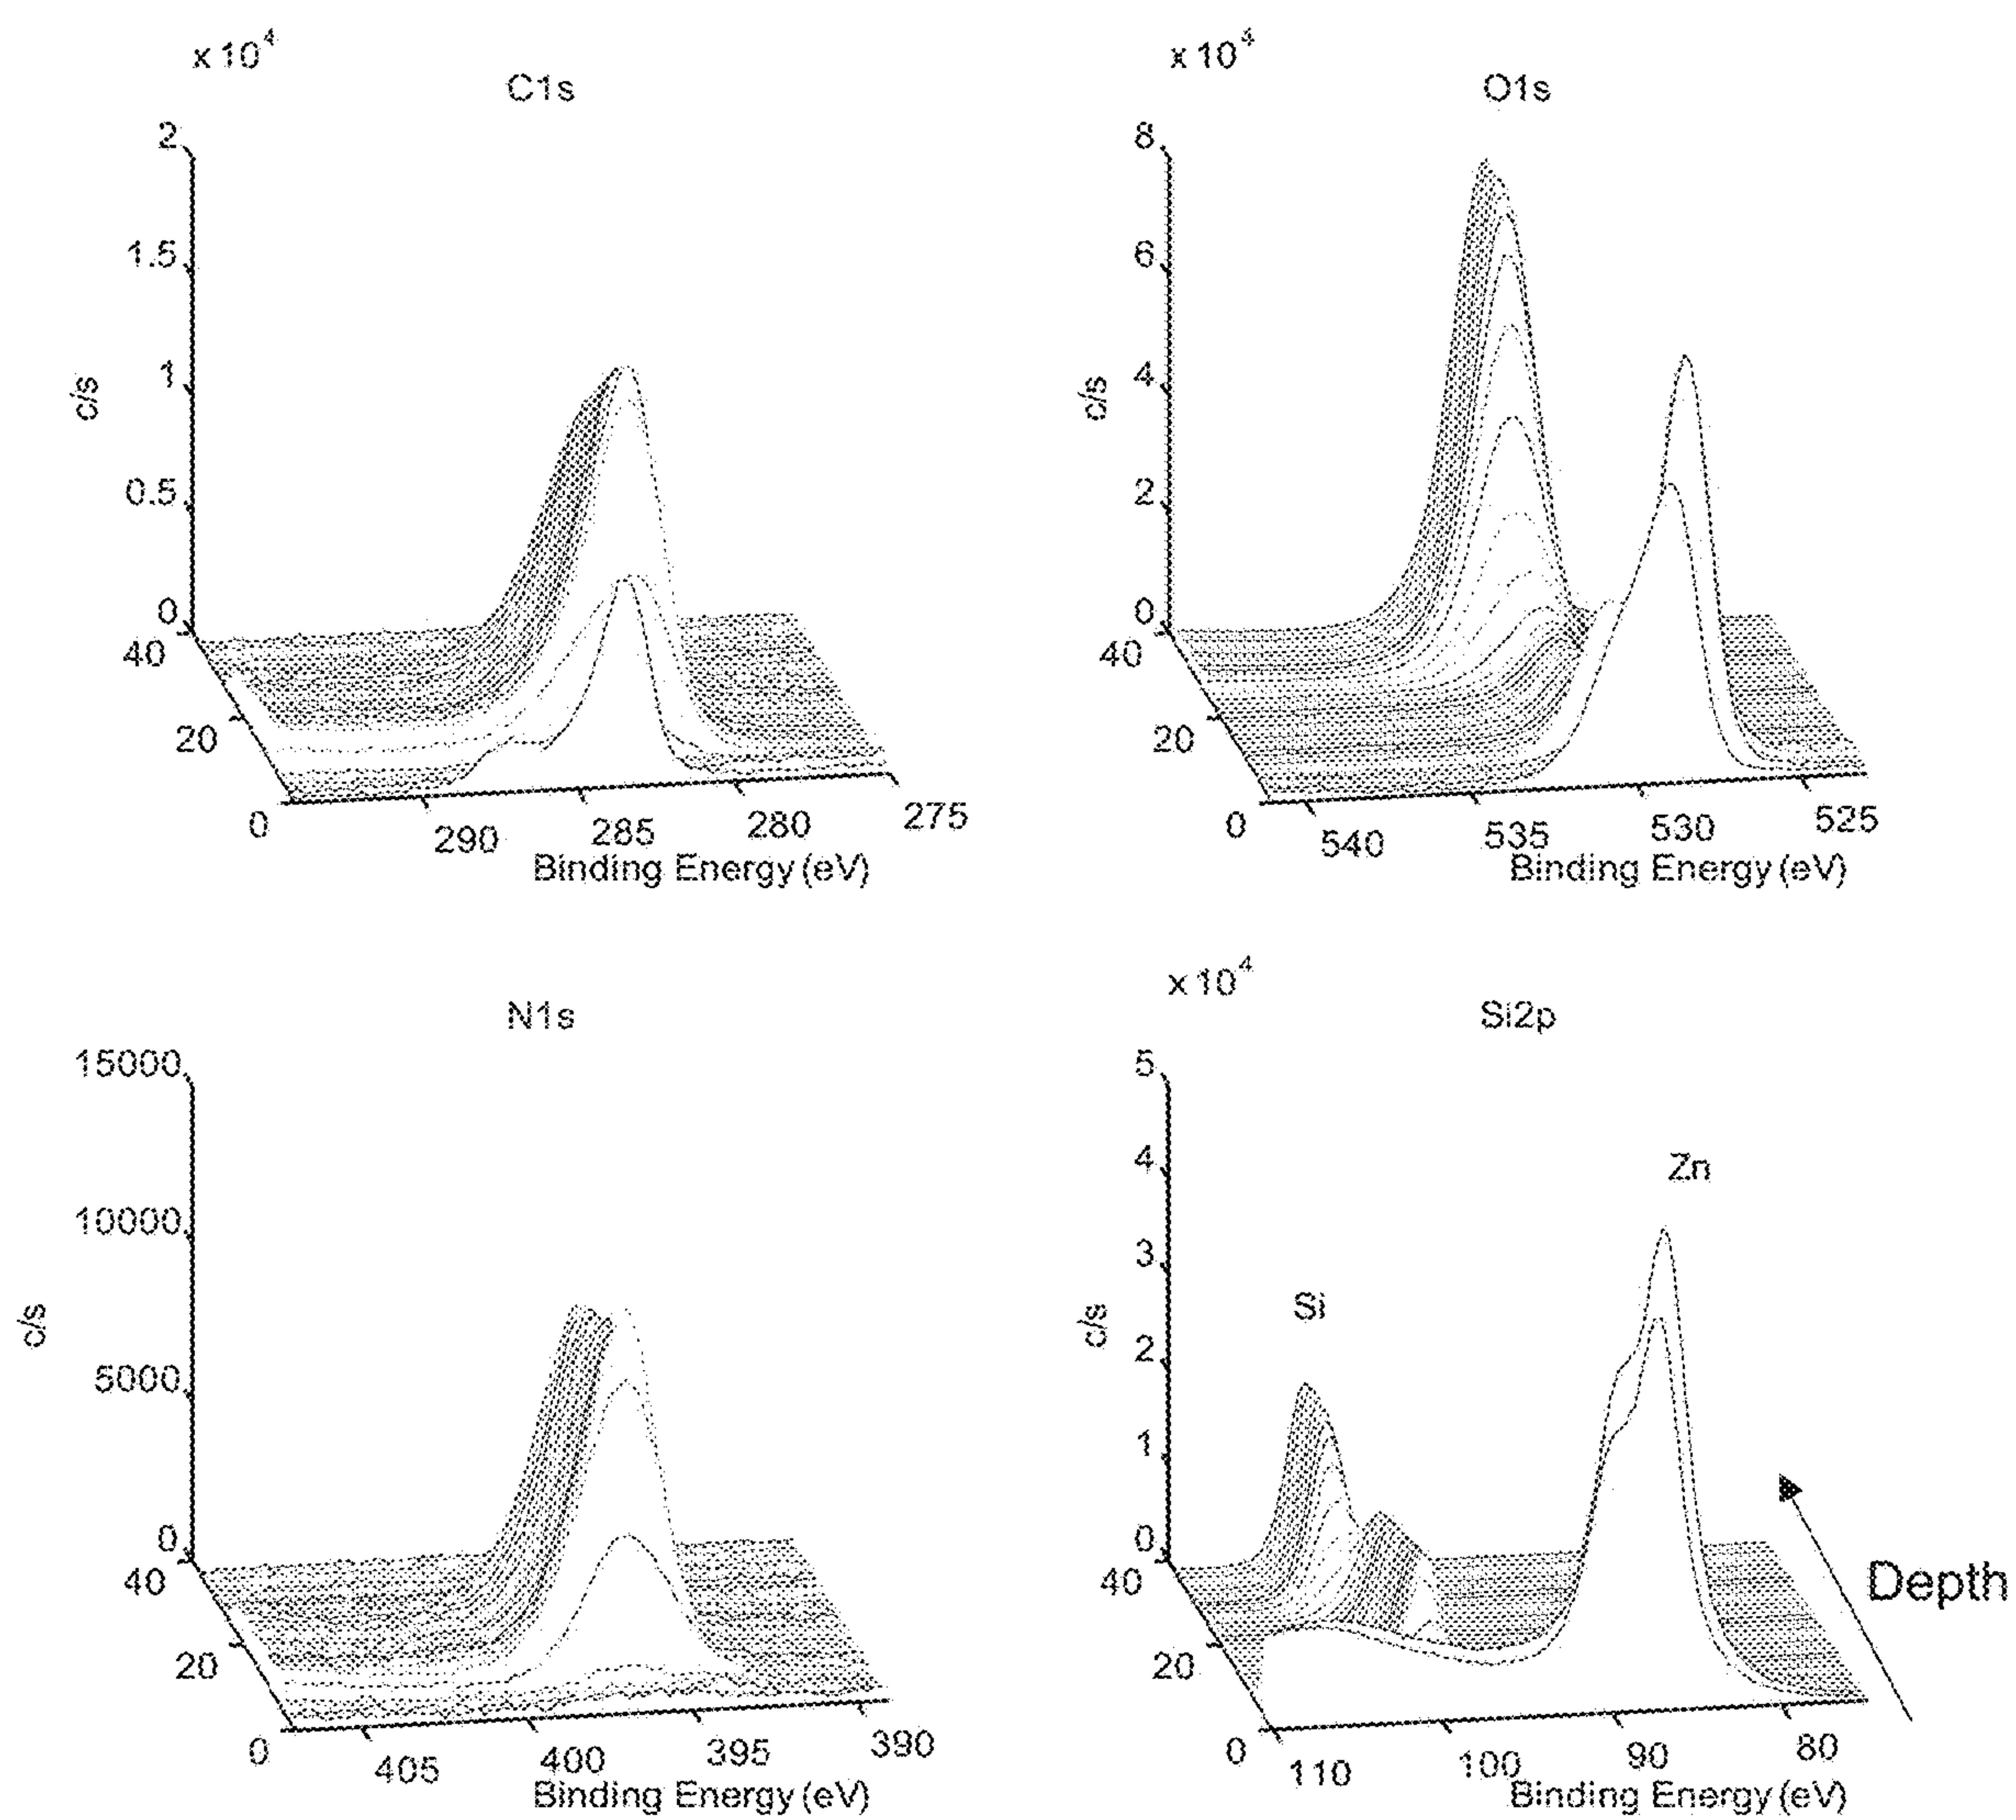 x 10⁴
C1s
2
1.5
1
0.5
0
c/s
40
20
0
290
285
280
275
Binding Energy (eV)
x 10⁴
O1s
8
6
4
2
0
c/s
40
20
0
540
535
530
525
Binding Energy (eV)
N1s
15000
10000
5000
0
c/s
40
20
0
405
400
395
390
Binding Energy (eV)
x 10⁴
Si2p
5
4
3
2
1
0
c/s
Zn
Si
Depth
40
20
0
110
100
90
80
Binding Energy (eV)